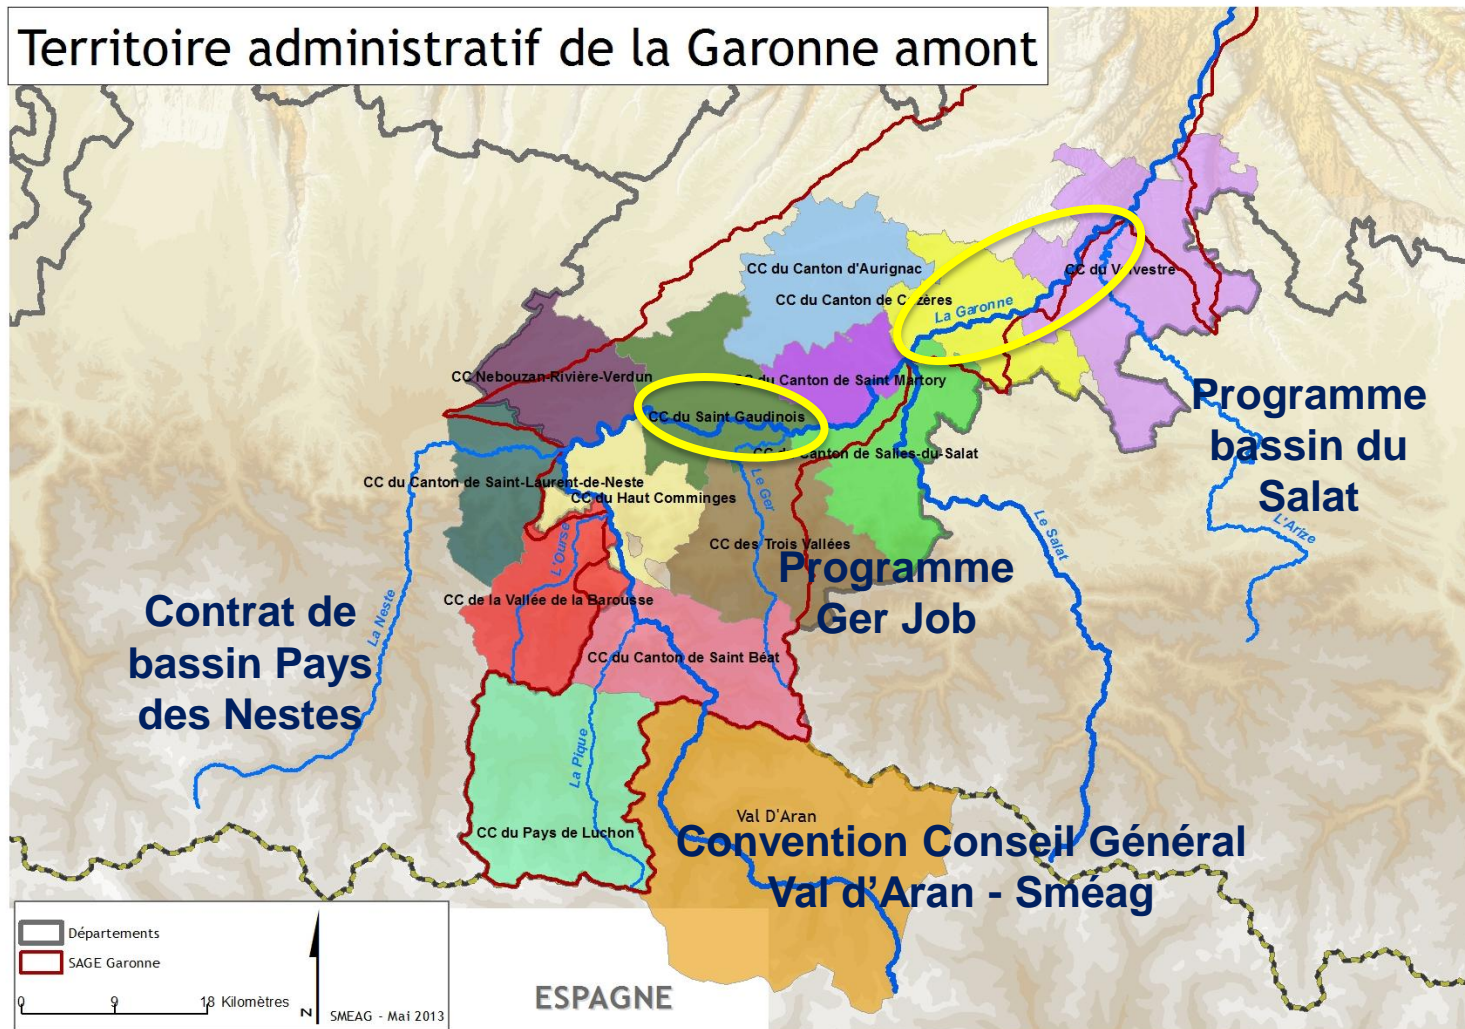 Territoire administratif de la Garonne amont
CC du Canton d'Aurignac
CC du Volvestre
CC du Canton de Cazères
La Garonne
CC Nebouzan-Rivière-Verdun
CC du Canton de Saint Martory
CC du Saint Gaudinois
CC du Canton de Salies-du-Salat
Programme
bassin du
Salat
CC du Canton de Saint-Laurent-de-Neste
CC du Haut Comminges
Le Ger
Le Salat
L'Arize
L'Ourse
CC des Trois Vallées
Programme
Ger Job
CC de la Vallée de la Barousse
La Neste
Contrat de
bassin Pays
des Nestes
CC du Canton de Saint Béat
La Pique
CC du Pays de Luchon
Val D'Aran
Convention Conseil Général
Val d'Aran - Sméag
Départements
SAGE Garonne
0 9 18 Kilomètres
N
SMEAG - Mai 2013
ESPAGNE